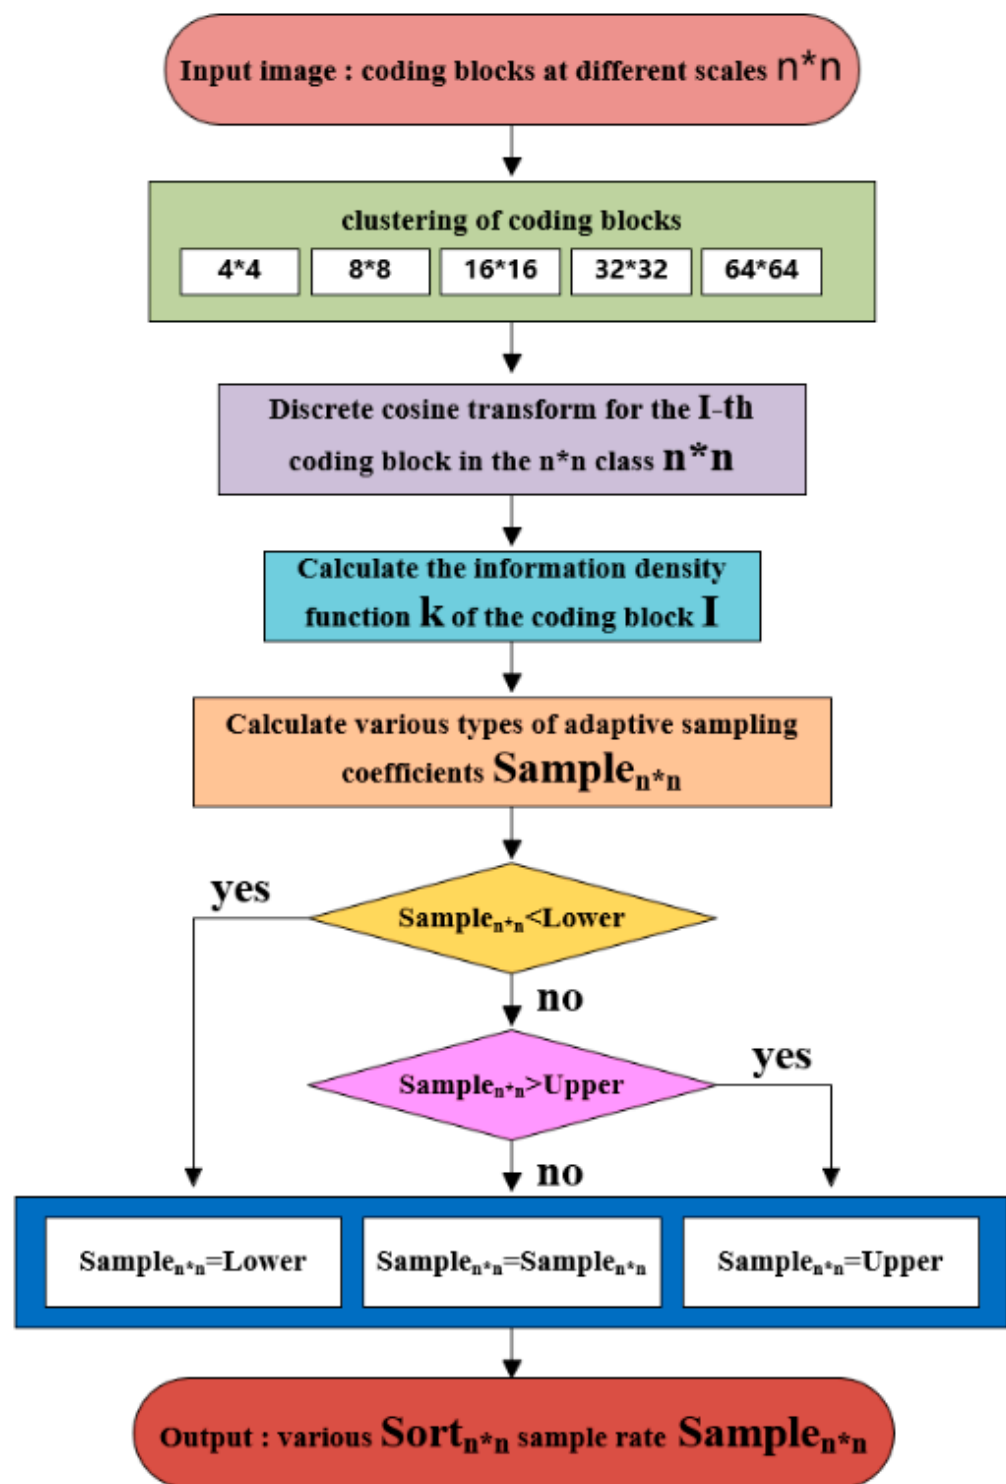 Input image : coding blocks at different scales n*n
clustering of coding blocks
4*4 8*8 16*16 32*32 64*64
Discrete cosine transform for the I-th
coding block in the n*n class n*n
Calculate the information density
function k of the coding block I
Calculate various types of adaptive sampling
coefficients Sampleₙ*ₙ
yes
Sampleₙ*ₙ<Lower
no
Sampleₙ*ₙ>Upper
yes
no
Sampleₙ*ₙ=Lower
Sampleₙ*ₙ=Sampleₙ*ₙ
Sampleₙ*ₙ=Upper
Output : various Sortₙ*ₙ sample rate Sampleₙ*ₙ